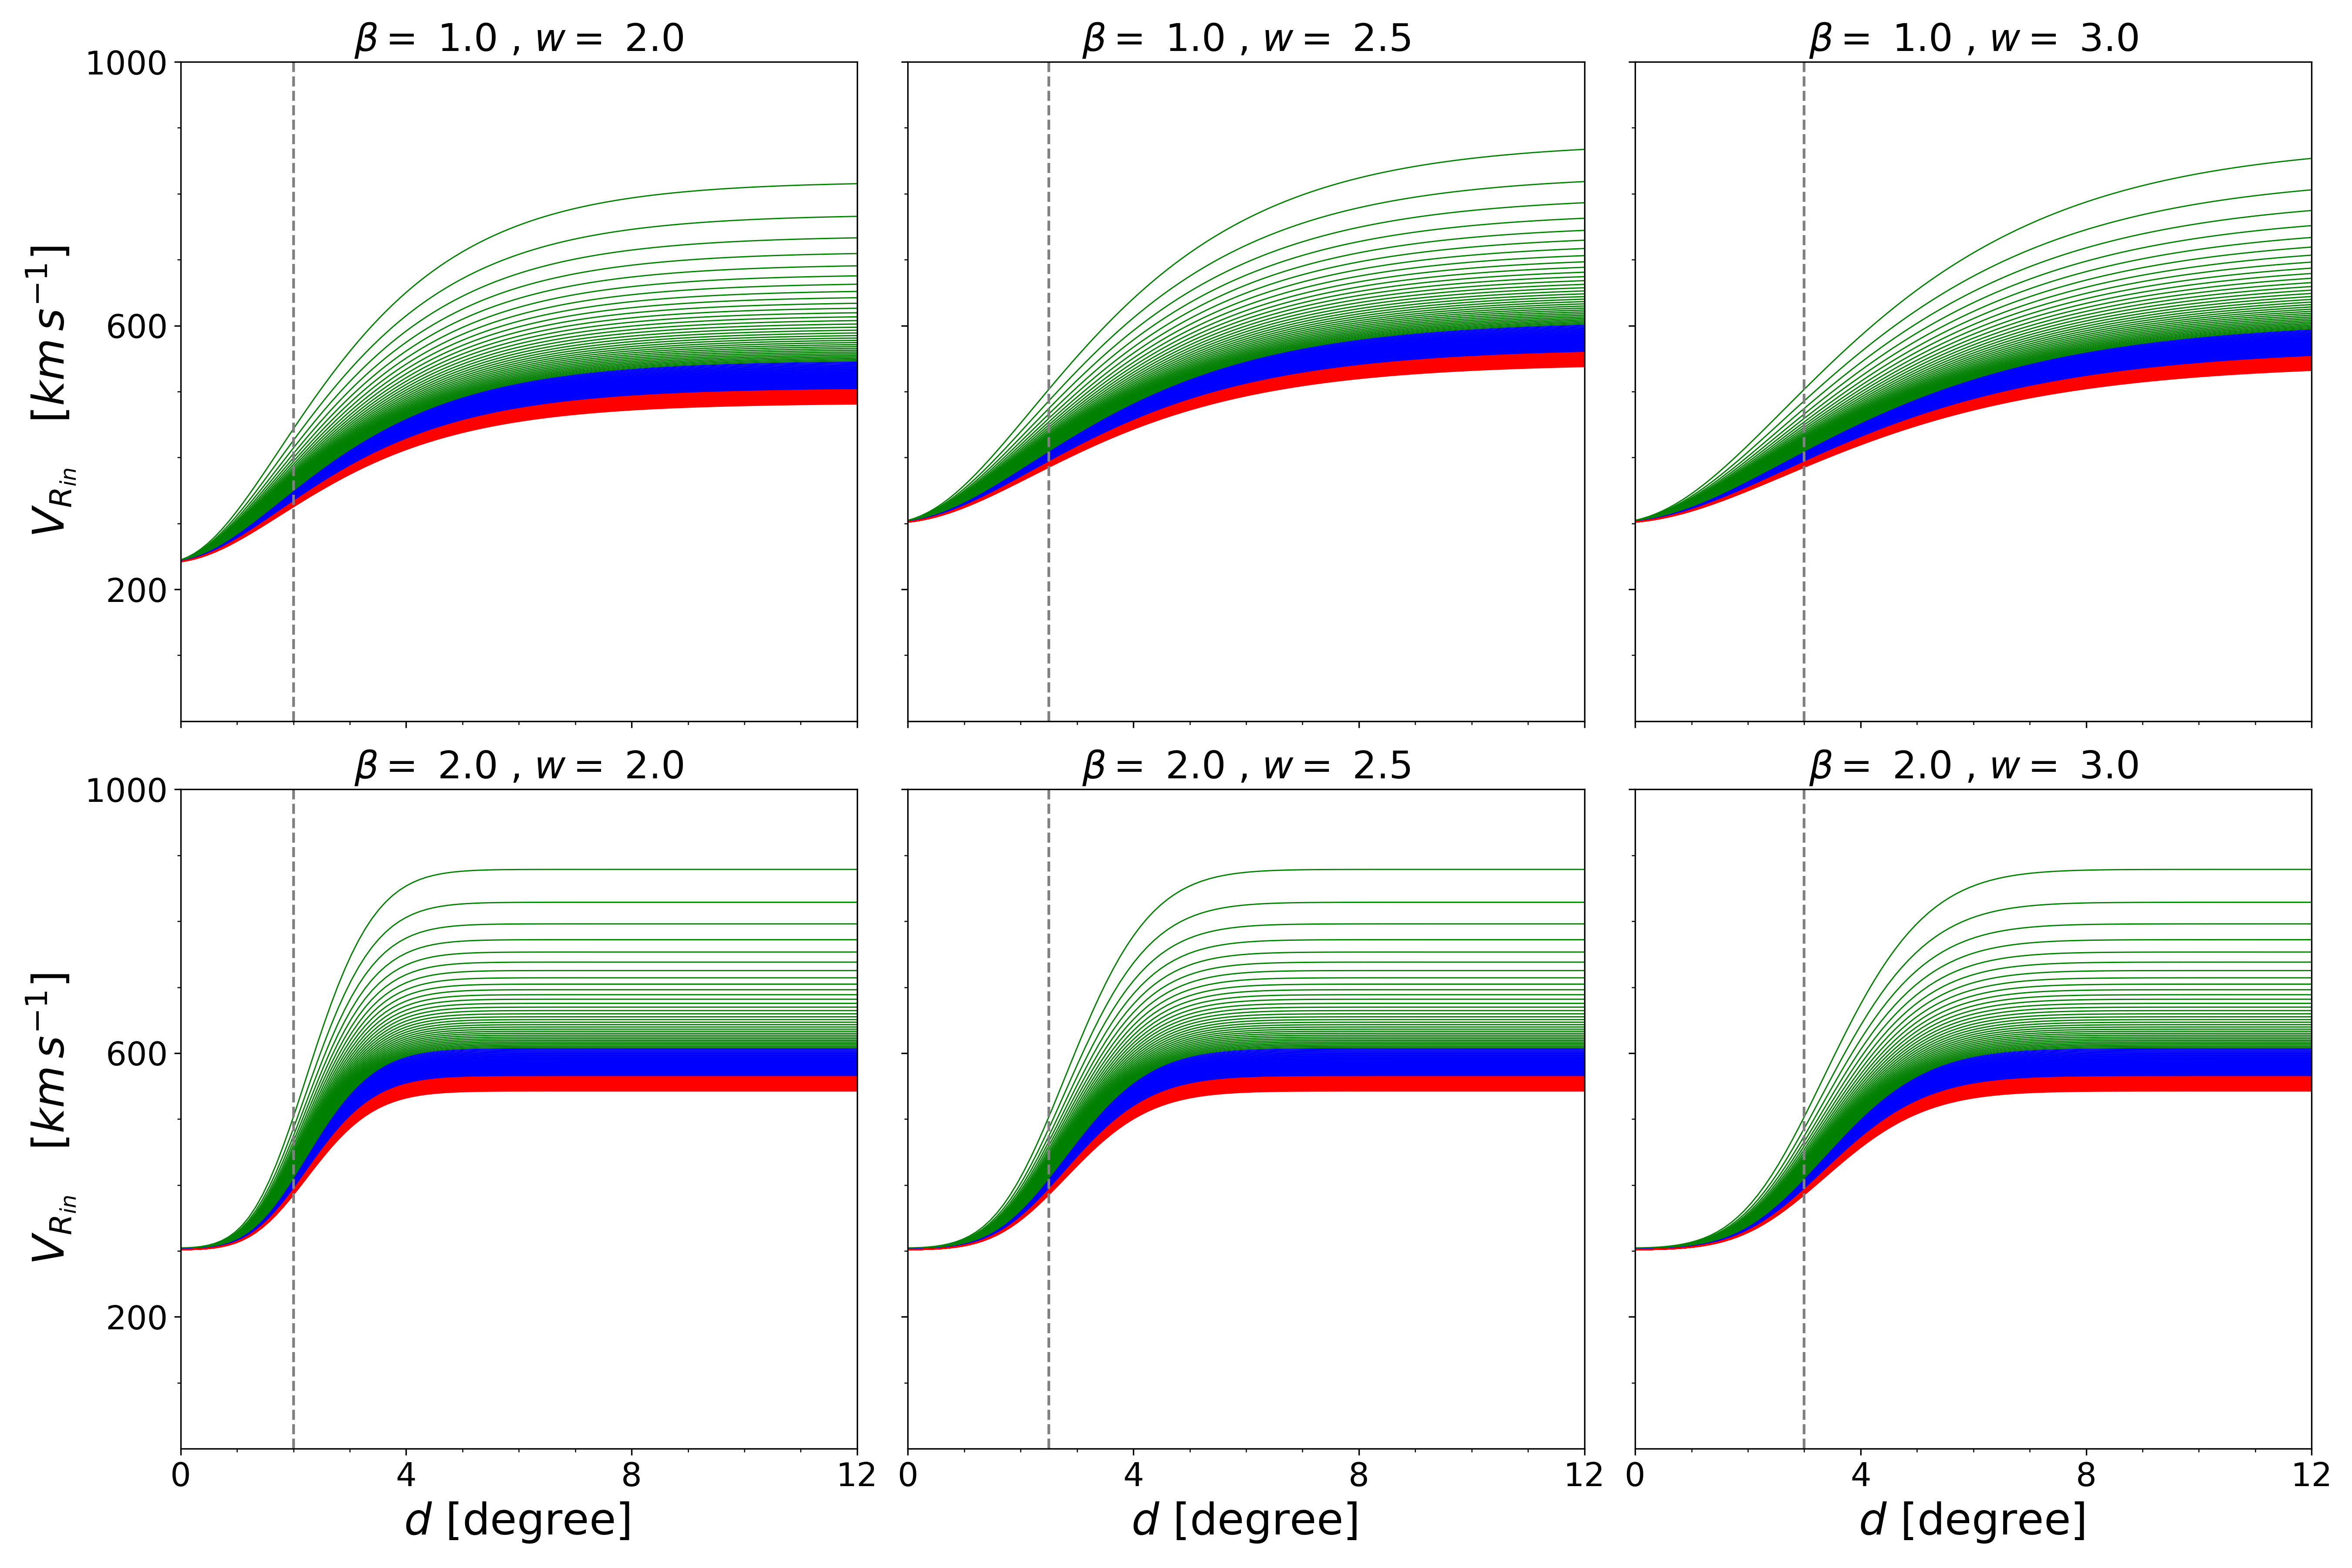 β = 1.0 , w = 2.0
β = 1.0 , w = 2.5
β = 1.0 , w = 3.0
1000
600
200
V_{R_{in}} [km s^{-1}]
β = 2.0 , w = 2.0
β = 2.0 , w = 2.5
β = 2.0 , w = 3.0
1000
600
200
V_{R_{in}} [km s^{-1}]
0 4 8 12
0 4 8 12
0 4 8 12
d [degree]
d [degree]
d [degree]